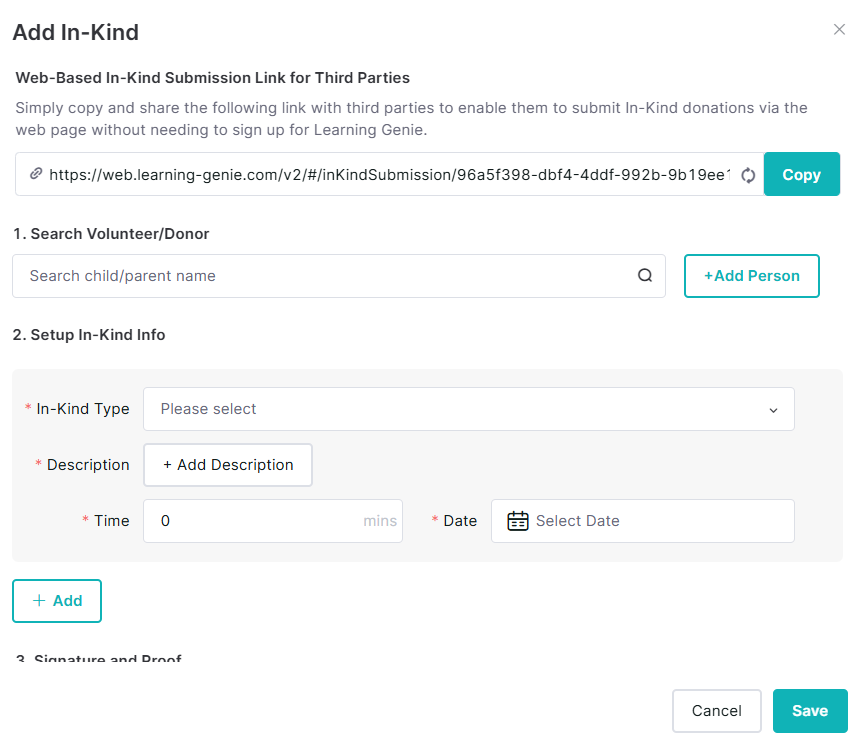 Add In-Kind
Web-Based In-Kind Submission Link for Third Parties
Simply copy and share the following link with third parties to enable them to submit In-Kind donations via the
web page without needing to sign up for Learning Genie.
https://web.learning-genie.com/v2/#/inKindSubmission/96a5f398-dbf4-4ddf-992b-9b19ee1
Copy
1. Search Volunteer/Donor
Search child/parent name
+Add Person
2. Setup In-Kind Info
* In-Kind Type
Please select
* Description
+ Add Description
* Time
0
mins
* Date
Select Date
+ Add
3. Signature and Proof
Cancel
Save